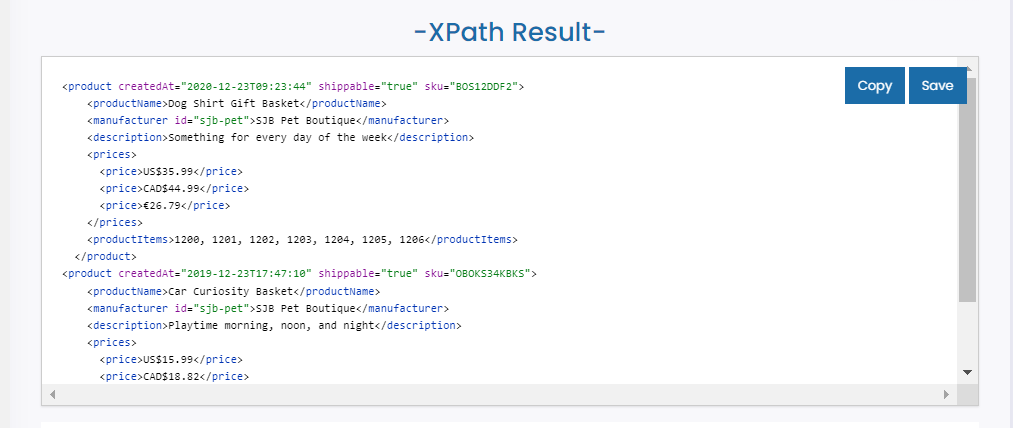 -XPath Result-
Copy
Save
<product createdAt="2020-12-23T09:23:44" shippable="true" sku="BOS12DDF2">
<productName>Dog Shirt Gift Basket</productName>
<manufacturer id="sjb-pet">SJB Pet Boutique</manufacturer>
<description>Something for every day of the week</description>
<prices>
<price>US$35.99</price>
<price>CAD$44.99</price>
<price>€26.79</price>
</prices>
<productItems>1200, 1201, 1202, 1203, 1204, 1205, 1206</productItems>
</product>
<product createdAt="2019-12-23T17:47:10" shippable="true" sku="OBOKS34KBKS">
<productName>Car Curiosity Basket</productName>
<manufacturer id="sjb-pet">SJB Pet Boutique</manufacturer>
<description>Playtime morning, noon, and night</description>
<prices>
<price>US$15.99</price>
<price>CAD$18.82</price>